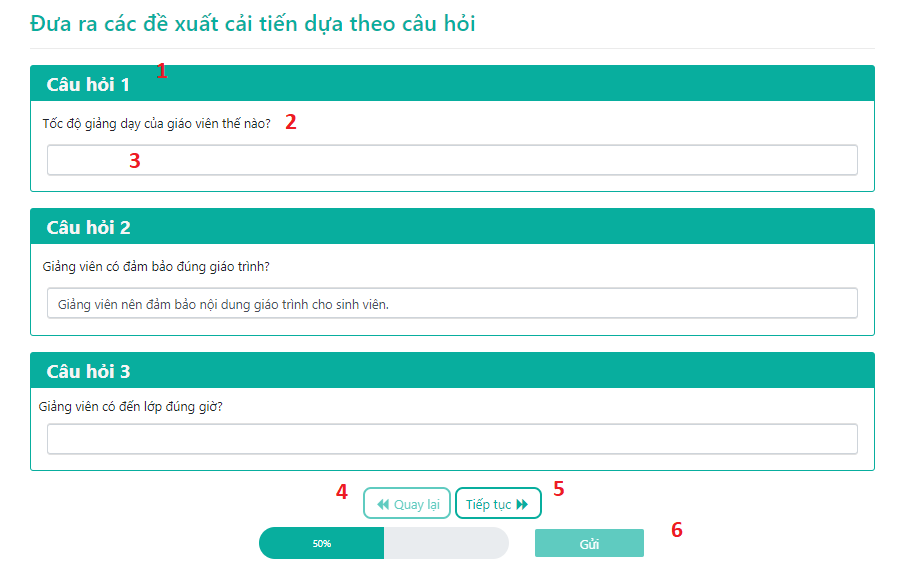 Đưa ra các đề xuất cải tiến dựa theo câu hỏi
Câu hỏi 1 1
Tốc độ giảng dạy của giáo viên thế nào? 2
3
Câu hỏi 2
Giảng viên có đảm bảo đúng giáo trình?
Giảng viên nên đảm bảo nội dung giáo trình cho sinh viên.
Câu hỏi 3
Giảng viên có đến lớp đúng giờ?
4 Quay lại Tiếp tục 5
50% Gửi 6